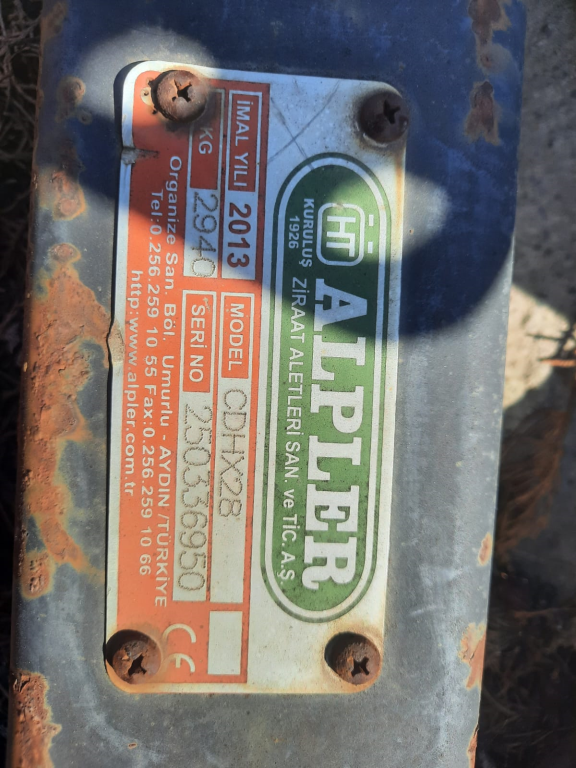 HT
KURULUŞ
1926
ALPLER
ZİRAAT ALETLERİ SAN. ve TİC. A.Ş.
İMAL YILI 2013 MODEL CDHX28
KG 2940 SERİ NO 250336950
Organize San. Böl. Umurlu - AYDIN /TÜRKİYE
Tel:0.256.259 10 55 Fax:0.256.259 10 66
http:www.alpler.com.tr
CE